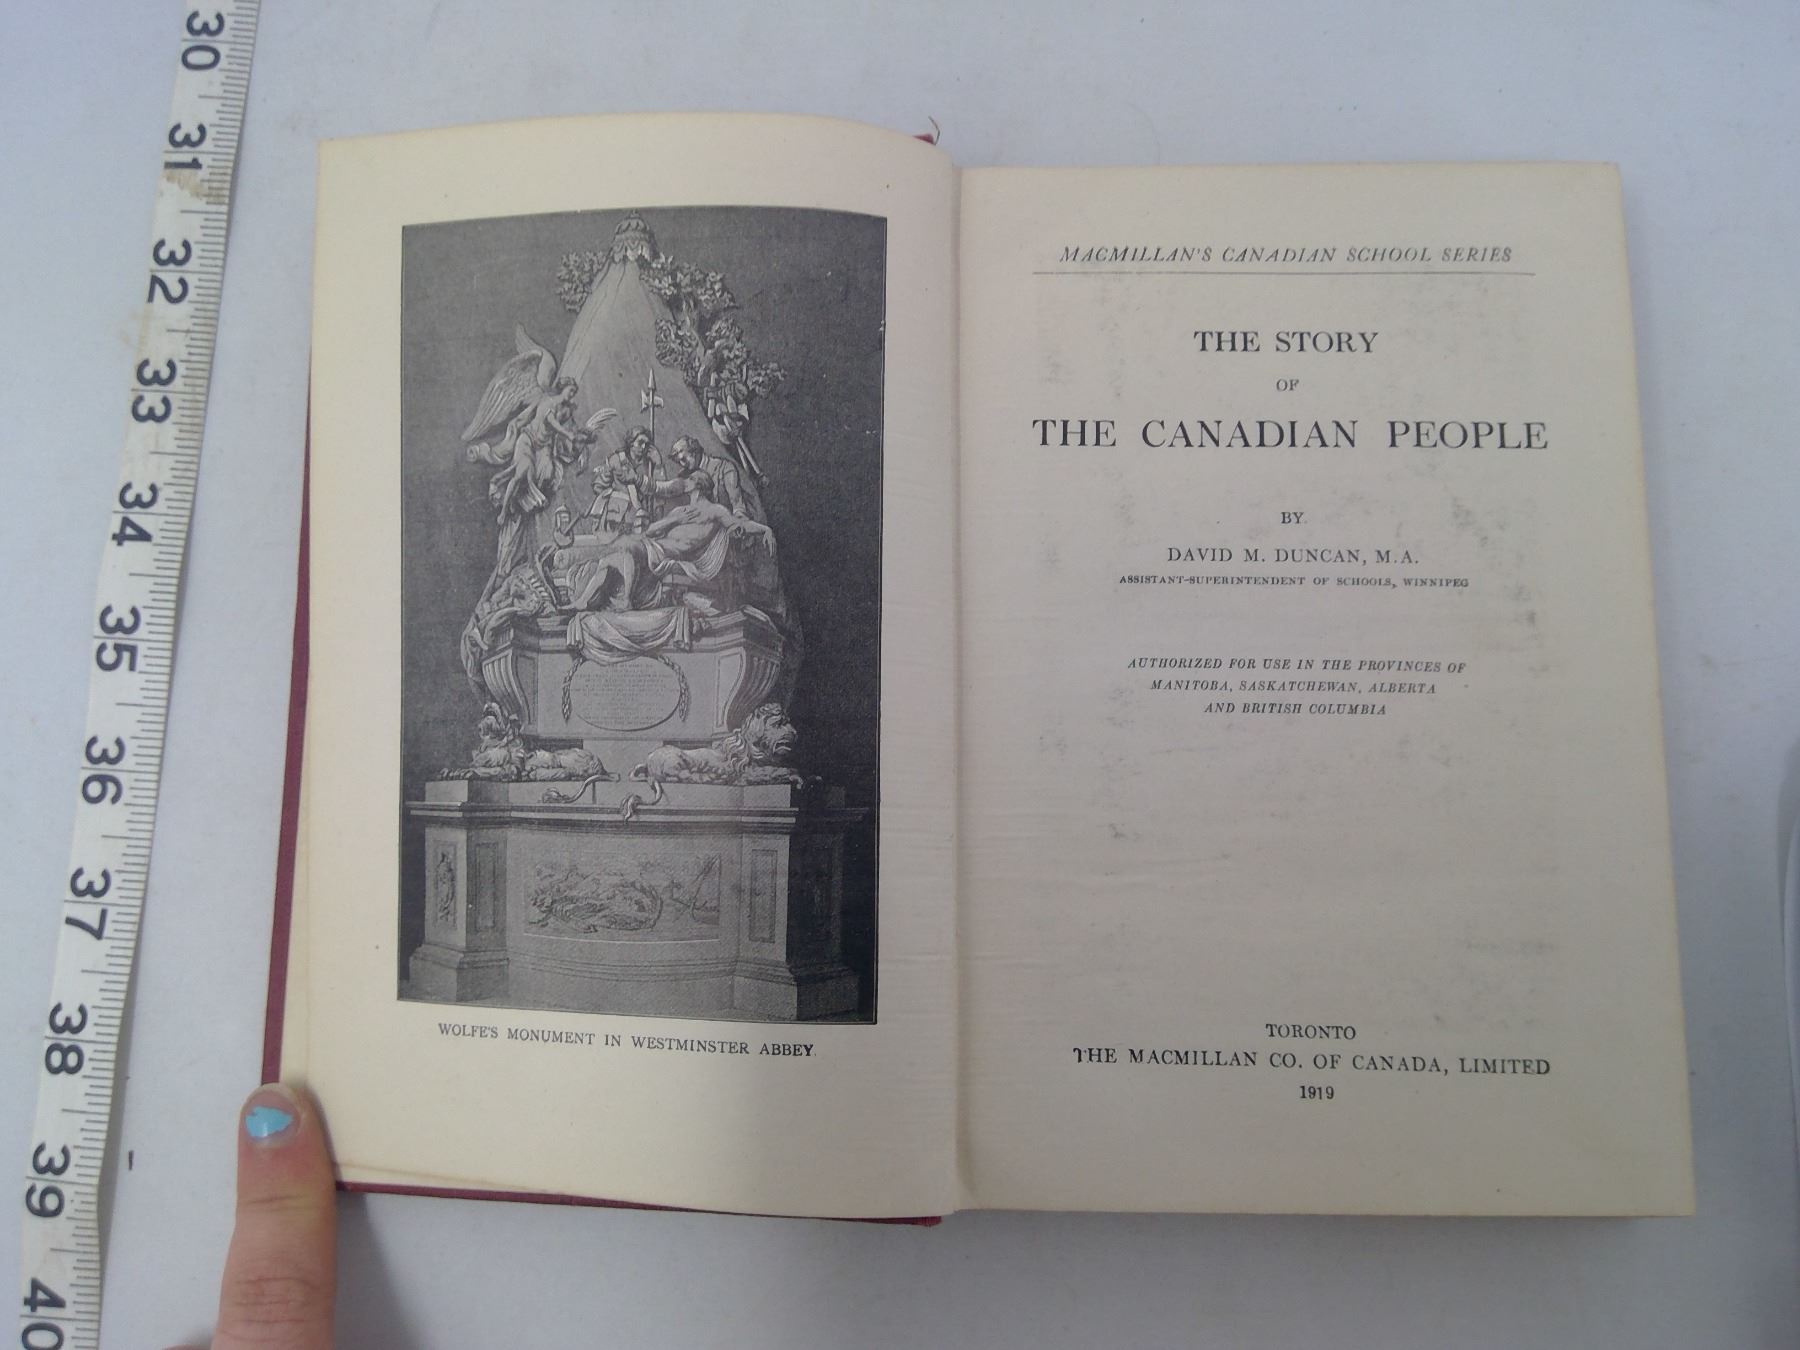 30
31
32
33
34
35
36
37
38
39
40
WOLFE'S MONUMENT IN WESTMINSTER ABBEY.
MACMILLAN'S CANADIAN SCHOOL SERIES
THE STORY
OF
THE CANADIAN PEOPLE
BY
DAVID M. DUNCAN, M.A.
ASSISTANT-SUPERINTENDENT OF SCHOOLS, WINNIPEG
AUTHORIZED FOR USE IN THE PROVINCES OF
MANITOBA, SASKATCHEWAN, ALBERTA
AND BRITISH COLUMBIA
TORONTO
THE MACMILLAN CO. OF CANADA, LIMITED
1919